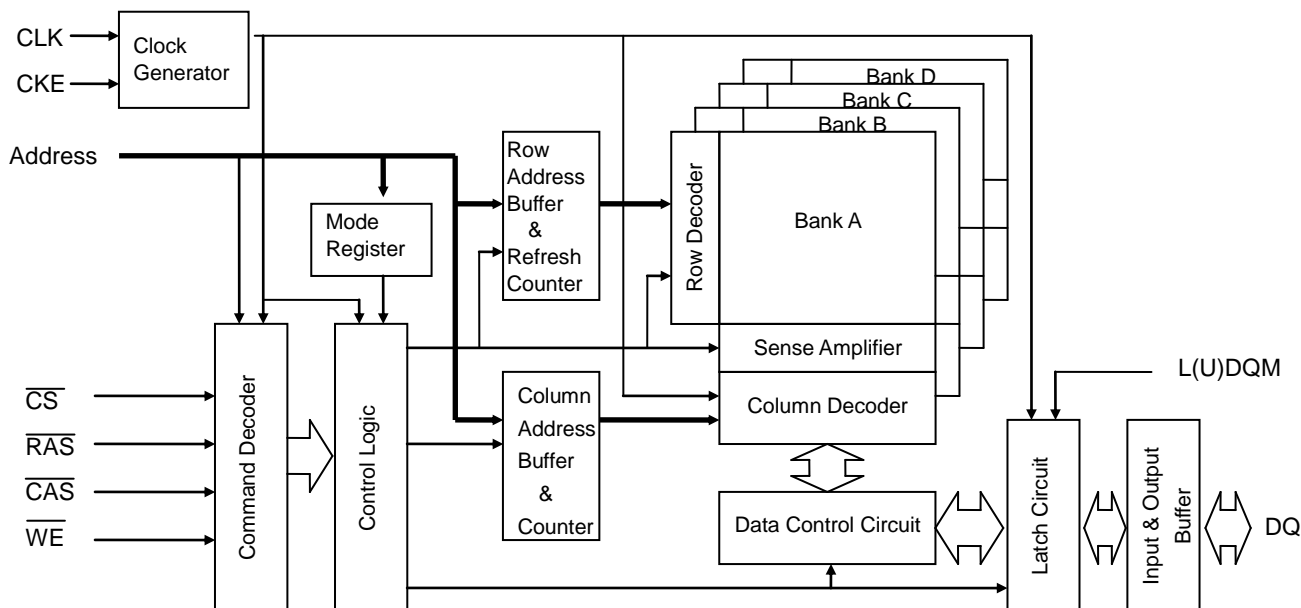 CLK
CKE
Clock
Generator
Bank D
Bank C
Bank B
Bank A
Address
Row
Address
Buffer
&
Refresh
Counter
Row Decoder
Mode
Register
Sense Amplifier
Column Decoder
L(U)DQM
CS
RAS
CAS
WE
Command Decoder
Control Logic
Column
Address
Buffer
&
Counter
Data Control Circuit
Latch Circuit
Input & Output
Buffer
DQ